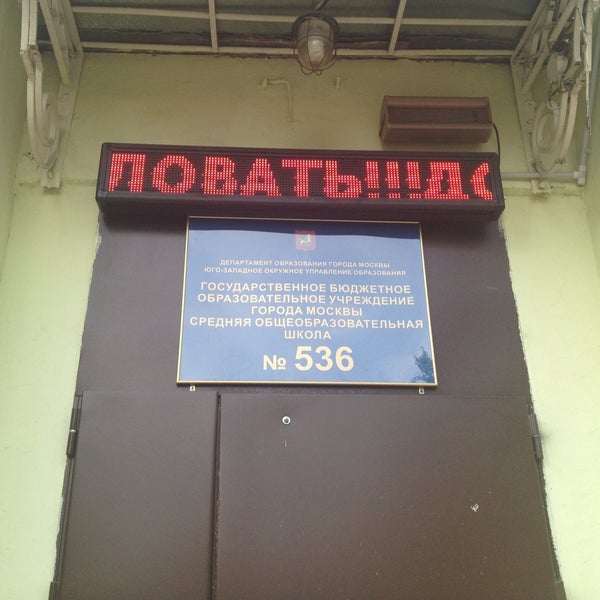 ЛОВАТЬ!!!ДО
ДЕПАРТАМЕНТ ОБРАЗОВАНИЯ ГОРОДА МОСКВЫ
ЮГО-ЗАПАДНОЕ ОКРУЖНОЕ УПРАВЛЕНИЕ ОБРАЗОВАНИЯ
ГОСУДАРСТВЕННОЕ БЮДЖЕТНОЕ
ОБРАЗОВАТЕЛЬНОЕ УЧРЕЖДЕНИЕ
ГОРОДА МОСКВЫ
СРЕДНЯЯ ОБЩЕОБРАЗОВАТЕЛЬНАЯ
ШКОЛА
№ 536